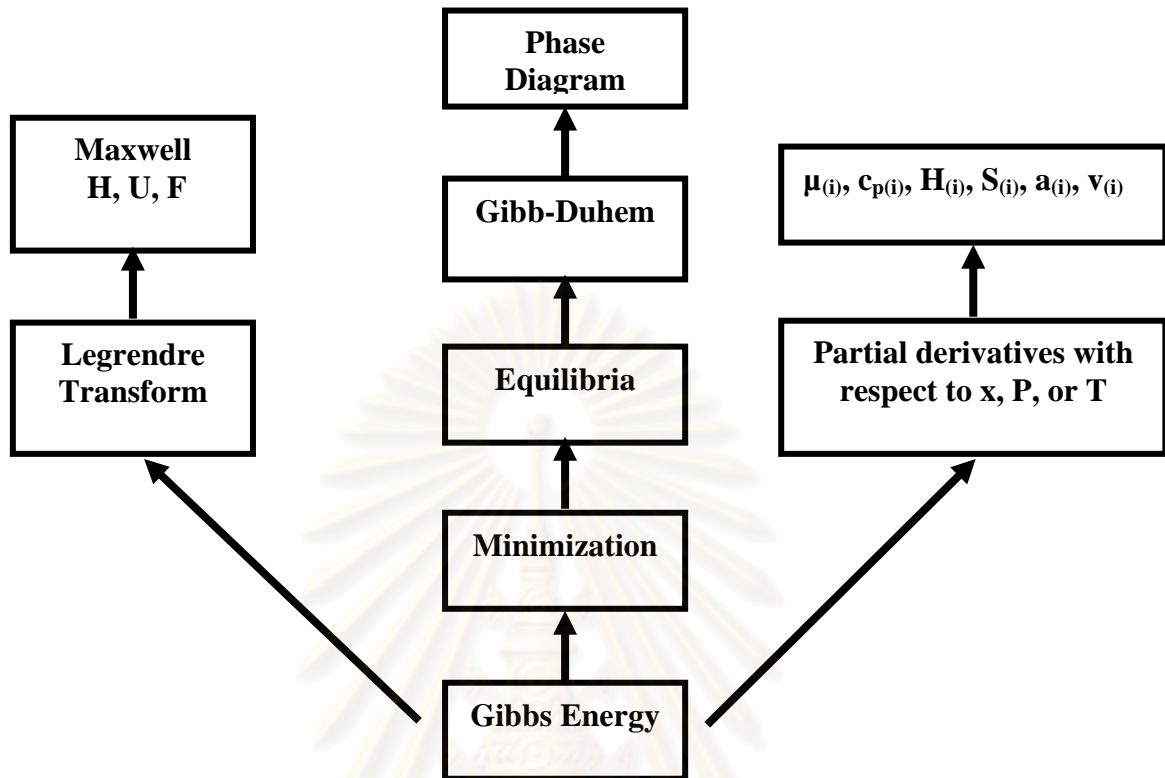 Phase
Diagram
Maxwell
H, U, F
Gibb-Duhem
μ(i), cp(i), H(i), S(i), a(i), v(i)
Legrendre
Transform
Equilibria
Partial derivatives with
respect to x, P, or T
Minimization
Gibbs Energy